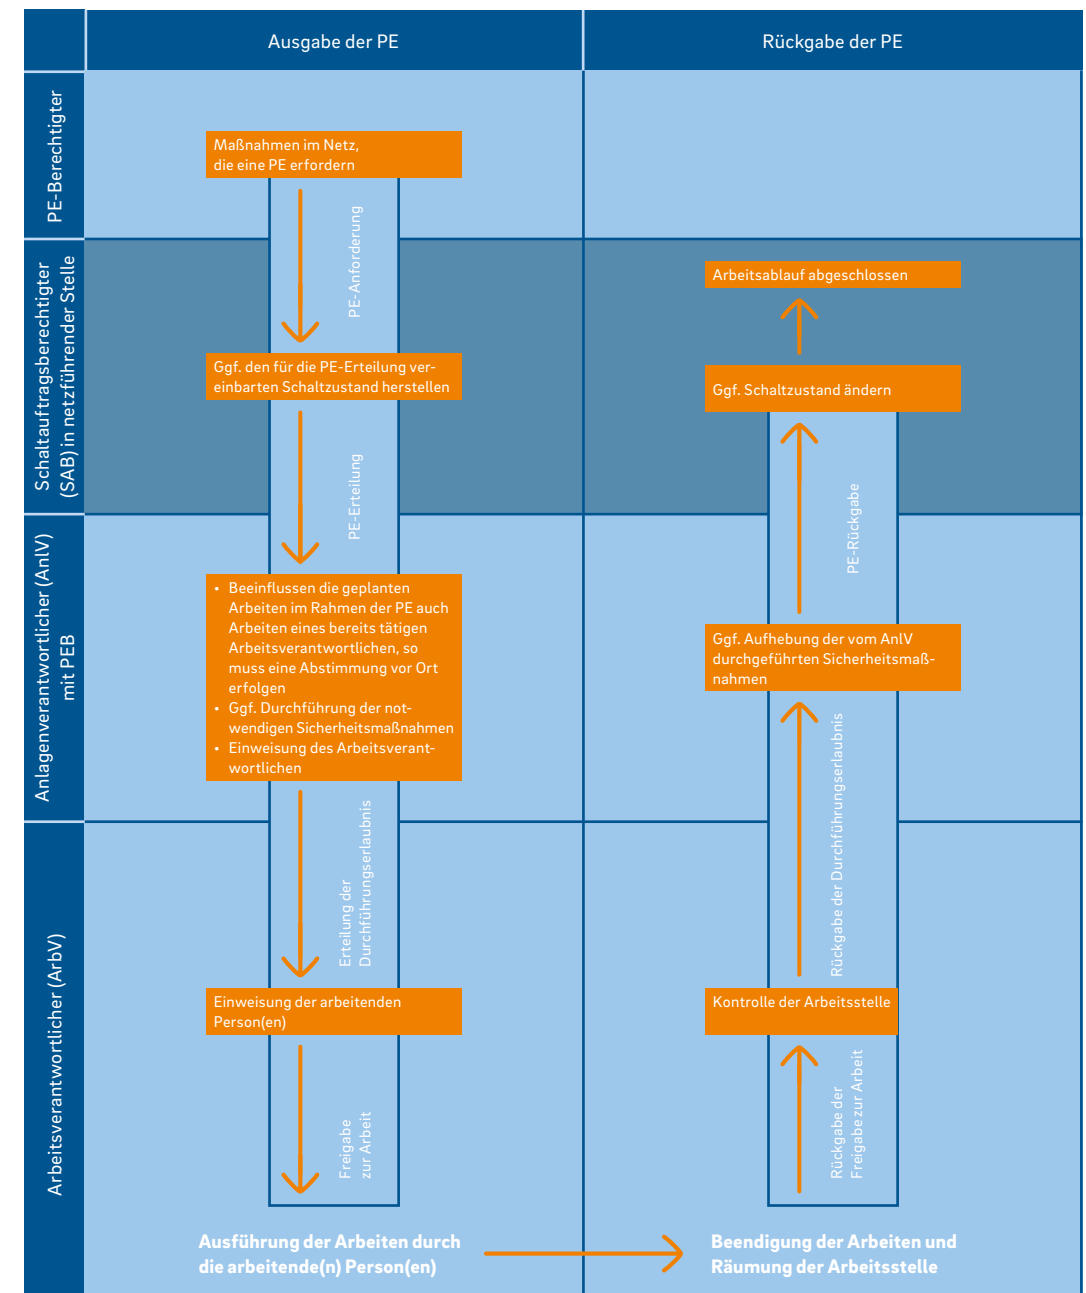 Ausgabe der PE
Rückgabe der PE
PE-Berechtigter
Maßnahmen im Netz,
die eine PE erfordern
PE-Anforderung
Schaltauftragsberechtigter
(SAB) in netzführender Stelle
Ggf. den für die PE-Erteilung ver-
einbarten Schaltzustand herstellen
PE-Erteilung
Arbeitsablauf abgeschlossen
Ggf. Schaltzustand ändern
PE-Rückgabe
Anlagenverantwortlicher (AnlV)
mit PEB
• Beeinflussen die geplanten
Arbeiten im Rahmen der PE auch
Arbeiten eines bereits tätigen
Arbeitsverantwortlichen, so
muss eine Abstimmung vor Ort
erfolgen
• Ggf. Durchführung der not-
wendigen Sicherheitsmaßnahmen
• Einweisung des Arbeitsverant-
wortlichen
Erteilung der
Durchführungserlaubnis
Ggf. Aufhebung der vom AnlV
durchgeführten Sicherheitsmaß-
nahmen
Rückgabe der Durchführungserlaubnis
Arbeitsverantwortlicher (ArbV)
Einweisung der arbeitenden
Person(en)
Freigabe
zur Arbeit
Kontrolle der Arbeitsstelle
Rückgabe der
Freigabe zur Arbeit
Ausführung der Arbeiten durch
die arbeitende(n) Person(en)
Beendigung der Arbeiten und
Räumung der Arbeitsstelle